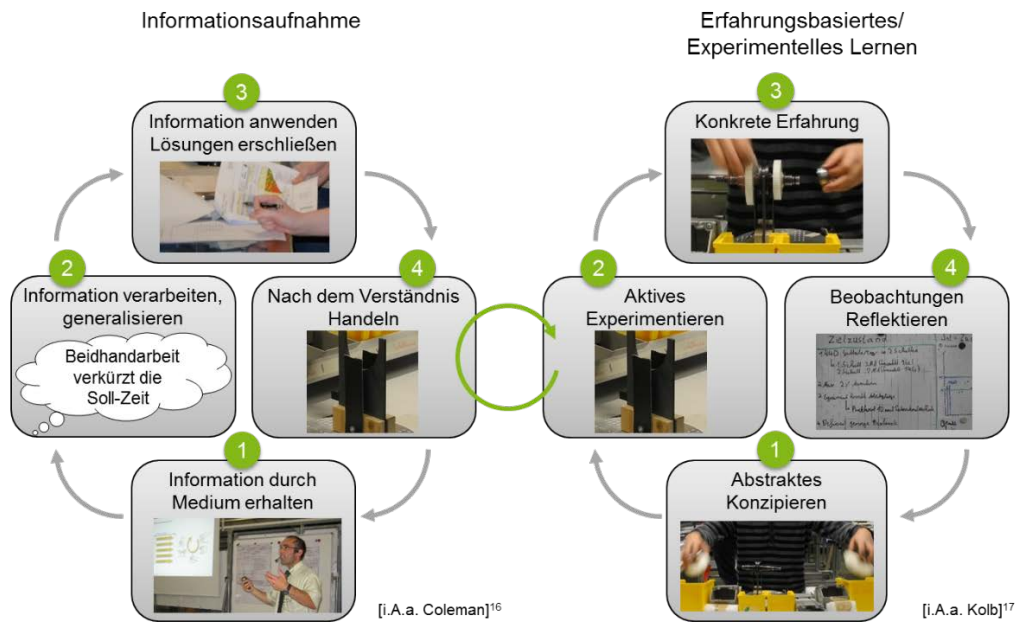 Informationsaufnahme
Erfahrungsbasiertes/
Experimentelles Lernen
3
Information anwenden
Lösungen erschließen
2
Information verarbeiten,
generalisieren
Beidhandarbeit
verkürzt die
Soll-Zeit
4
Nach dem Verständnis
Handeln
1
Information durch
Medium erhalten
[i.A.a. Coleman]16
3
Konkrete Erfahrung
2
Aktives
Experimentieren
4
Beobachtungen
Reflektieren
Zielzustand
1
Abstraktes
Konzipieren
[i.A.a. Kolb]17